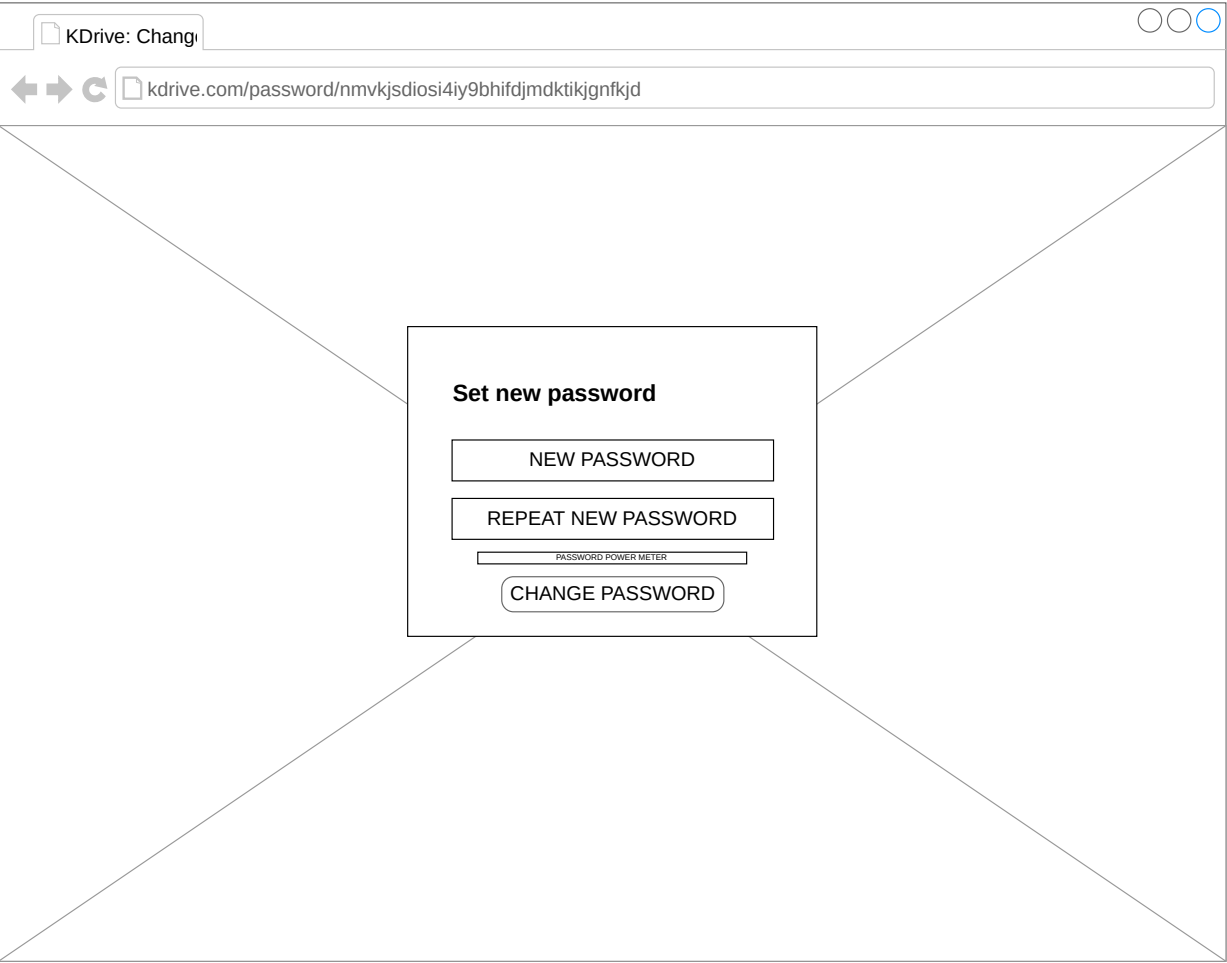 KDrive: Chang
kdrive.com/password/nmvkjsdiosi4iy9bhifdjmdktikjgnfkjd
Set new password
NEW PASSWORD
REPEAT NEW PASSWORD
PASSWORD POWER METER
CHANGE PASSWORD